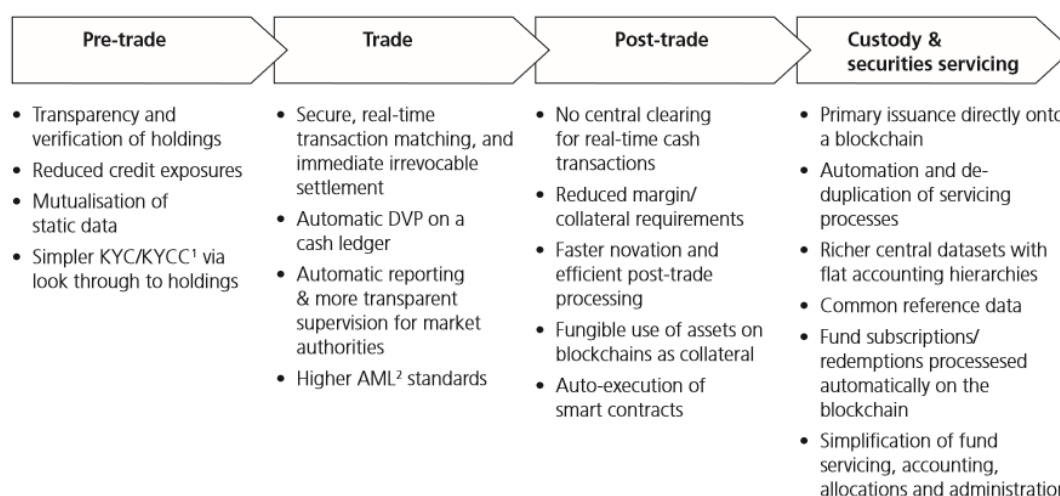 Pre-trade
Trade
Post-trade
Custody &
securities servicing
• Transparency and
verification of holdings
• Reduced credit exposures
• Mutualisation of
static data
• Simpler KYC/KYCC¹ via
look through to holdings
• Secure, real-time
transaction matching, and
immediate irrevocable
settlement
• Automatic DVP on a
cash ledger
• Automatic reporting
& more transparent
supervision for market
authorities
• Higher AML² standards
• No central clearing
for real-time cash
transactions
• Reduced margin/
collateral requirements
• Faster novation and
efficient post-trade
processing
• Fungible use of assets on
blockchains as collateral
• Auto-execution of
smart contracts
• Primary issuance directly onto
a blockchain
• Automation and de-
duplication of servicing
processes
• Richer central datasets with
flat accounting hierarchies
• Common reference data
• Fund subscriptions/
redemptions processesed
automatically on the
blockchain
• Simplification of fund
servicing, accounting,
allocations and administration